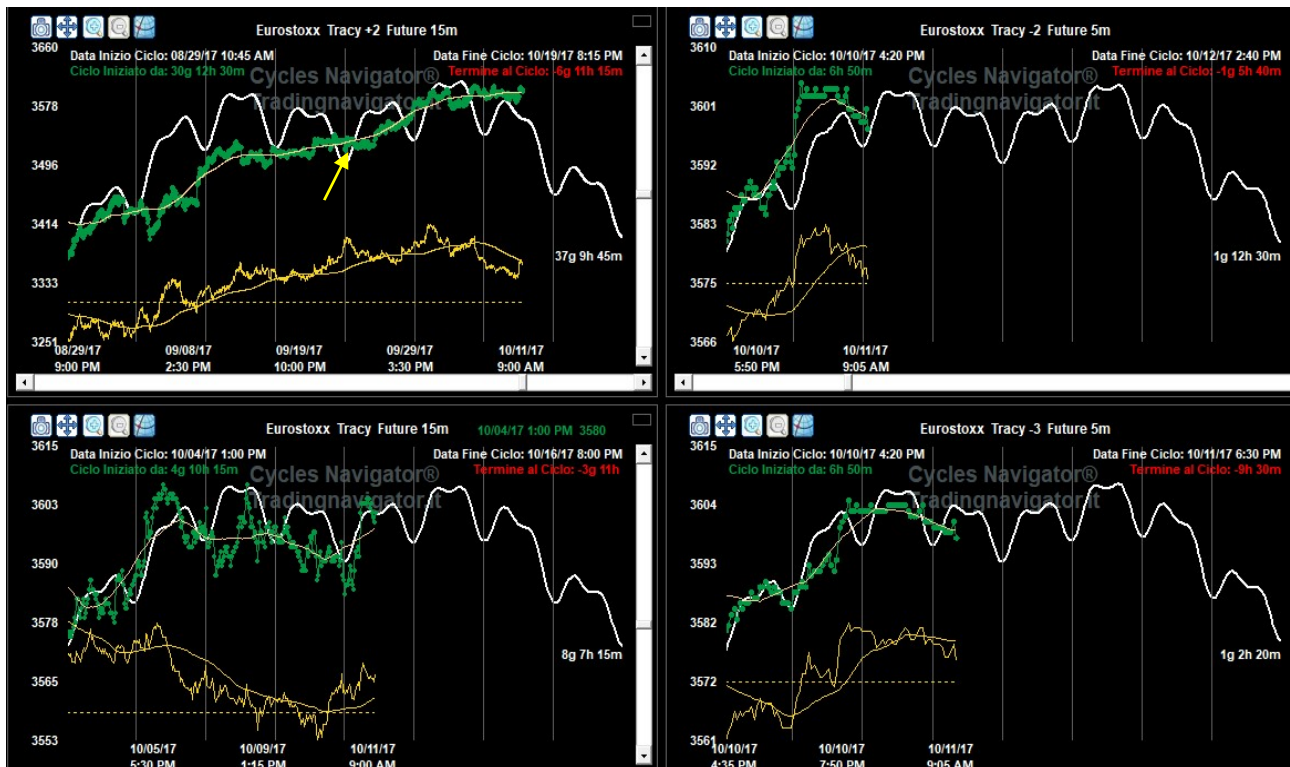 Eurostoxx Tracy +2 Future 15m
3660
Data Inizio Ciclo: 08/29/17 10:45 AM
Data Fine Ciclo: 10/19/17 8:15 PM
Ciclo Iniziato da: 30g 12h 30m
Termine al Ciclo: -6g 11h 15m
Cycles Navigator®
Tradingnavigator.it
3578
3496
3414
37g 9h 45m
3333
3251
08/29/17 09/08/17 09/19/17 09/29/17 10/11/17
9:00 PM 2:30 PM 10:00 PM 3:30 PM 9:00 AM
Eurostoxx Tracy -2 Future 5m
3610
Data Inizio Ciclo: 10/10/17 4:20 PM
Data Fine Ciclo: 10/12/17 2:40 PM
Ciclo Iniziato da: 6h 50m
Termine al Ciclo: -1g 5h 40m
Cycles Navigator®
Tradingnavigator.it
3601
3592
3583
1g 12h 30m
3575
3566
10/10/17 10/11/17
5:50 PM 9:05 AM
Eurostoxx Tracy Future 15m
10/04/17 1:00 PM 3580
3615
Data Inizio Ciclo: 10/04/17 1:00 PM
Data Fine Ciclo: 10/16/17 8:00 PM
Ciclo Iniziato da: 4g 10h 15m
Termine al Ciclo: -3g 11h
Cycles Navigator®
Tradingnavigator.it
3603
3590
3578
8g 7h 15m
3565
3553
10/05/17 10/09/17 10/11/17
5:30 PM 1:15 PM 9:00 AM
Eurostoxx Tracy -3 Future 5m
3615
Data Inizio Ciclo: 10/10/17 4:20 PM
Data Fine Ciclo: 10/11/17 6:30 PM
Ciclo Iniziato da: 6h 50m
Termine al Ciclo: -9h 30m
Cycles Navigator®
Tradingnavigator.it
3604
3593
3582
1g 2h 20m
3572
3561
10/10/17 10/10/17 10/11/17
4:35 PM 7:50 PM 9:05 AM